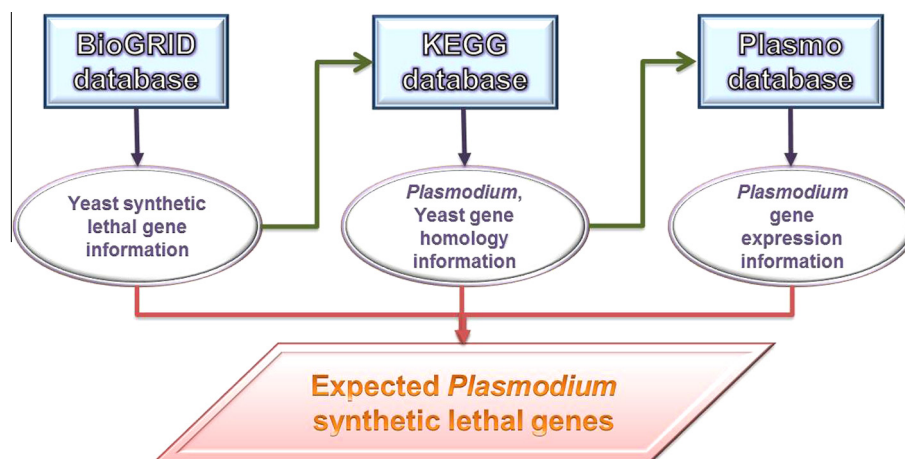 BioGRID
database
KEGG
database
Plasmo
database
Yeast synthetic
lethal gene
information
Plasmodium,
Yeast gene
homology
information
Plasmodium
gene
expression
information
Expected Plasmodium
synthetic lethal genes